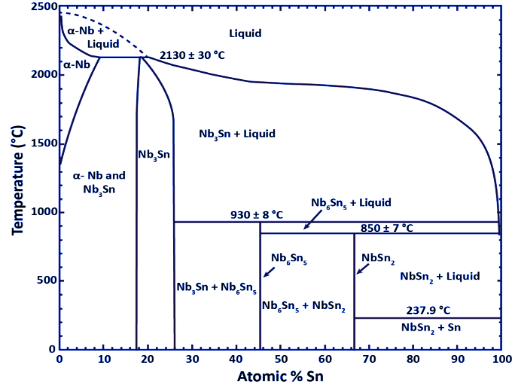 2500
2000
1500
1000
500
0
Temperature (°C)
α-Nb +
Liquid
α-Nb
Liquid
2130 ± 30 °C
Nb₃Sn
Nb₃Sn + Liquid
α- Nb and
Nb₃Sn
Nb₆Sn₅ + Liquid
930 ± 8 °C
850 ± 7 °C
Nb₆Sn₅
NbSn₂
NbSn₂ + Liquid
Nb₃Sn + Nb₆Sn₅
Nb₆Sn₅ + NbSn₂
237.9 °C
NbSn₂ + Sn
0 10 20 30 40 50 60 70 80 90 100
Atomic % Sn